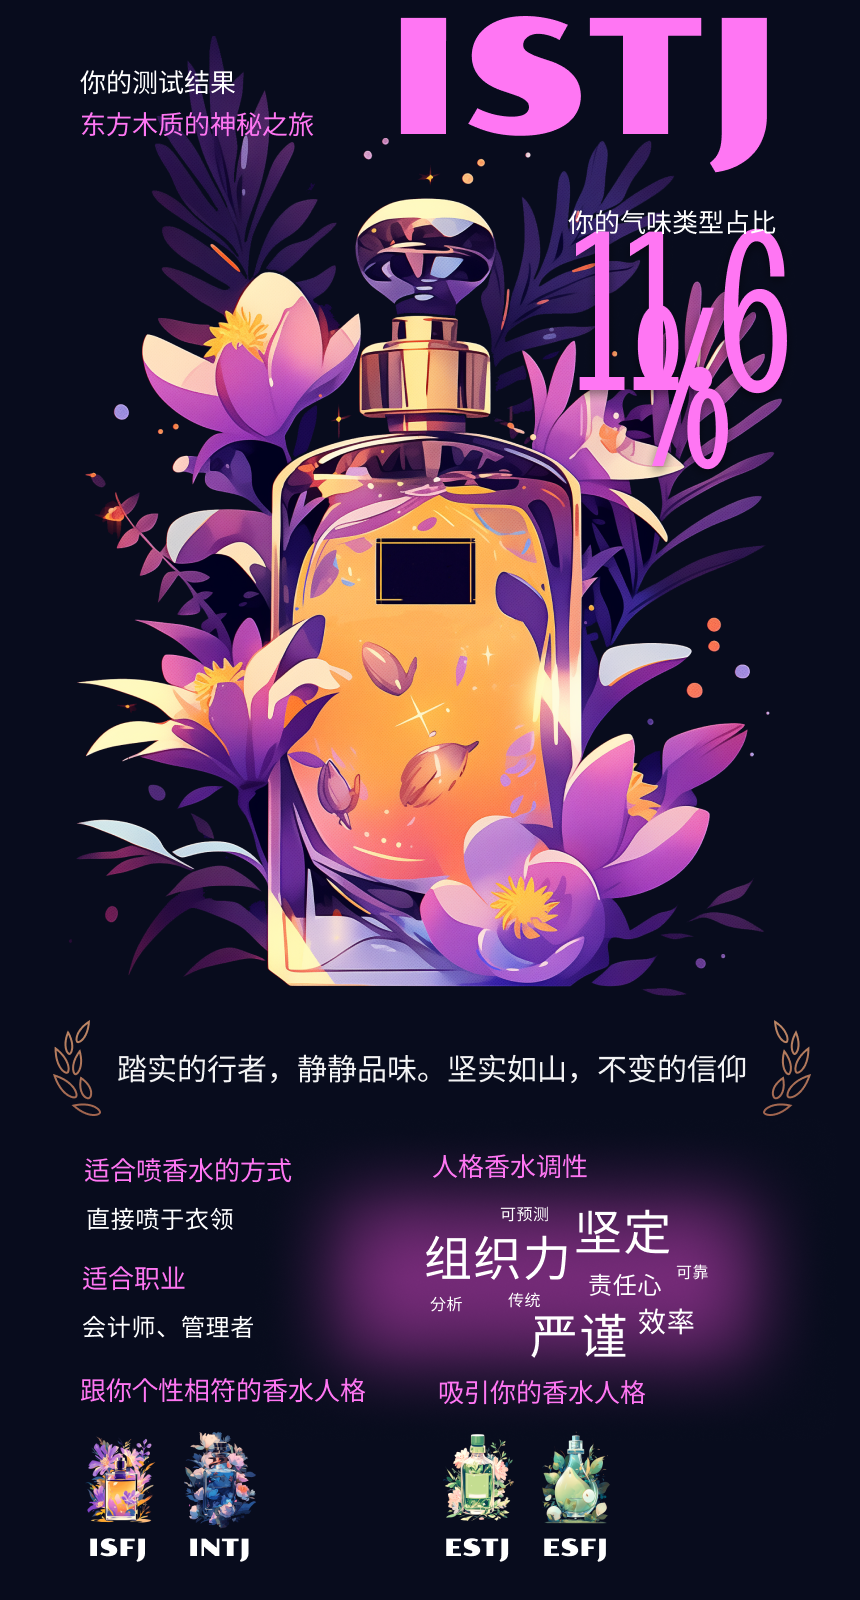 ISTJ
你的测试结果
东方木质的神秘之旅
你的气味类型占比
11.6
%
踏实的行者，静静品味。坚实如山，不变的信仰
适合喷香水的方式
直接喷于衣领
适合职业
会计师、管理者
人格香水调性
可预测
坚定
组织力
可靠
责任心
分析
传统
效率
严谨
跟你个性相符的香水人格
吸引你的香水人格
ISFJ
INTJ
ESTJ
ESFJ